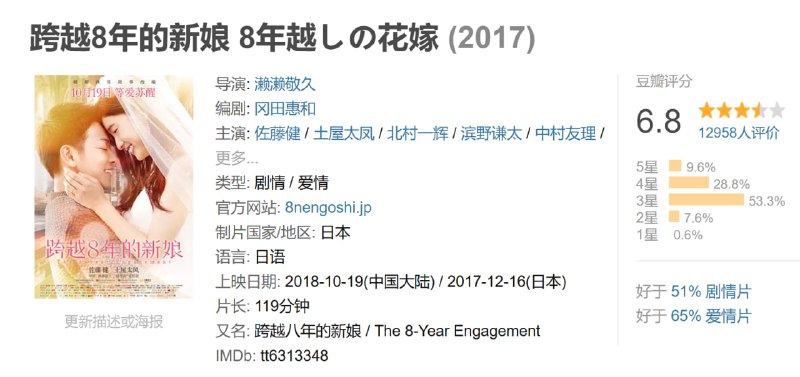 跨越8年的新娘 8年越しの花嫁 (2017)
10月19日 等爱苏醒
跨越8年的新娘
佐藤健 土屋太凤
更新描述或海报
导演: 濑濑敬久
编剧: 冈田惠和
主演: 佐藤健 / 土屋太凤 / 北村一辉 / 滨野谦太 / 中村友理 /
更多...
类型: 剧情 / 爱情
官方网站: 8nengoshi.jp
制片国家/地区: 日本
语言: 日语
上映日期: 2018-10-19(中国大陆) / 2017-12-16(日本)
片长: 119分钟
又名: 跨越八年的新娘 / The 8-Year Engagement
IMDb: tt6313348
豆瓣评分
6.8
12958人评价
5星 9.6%
4星 28.8%
3星 53.3%
2星 7.6%
1星 0.6%
好于 51% 剧情片
好于 65% 爱情片